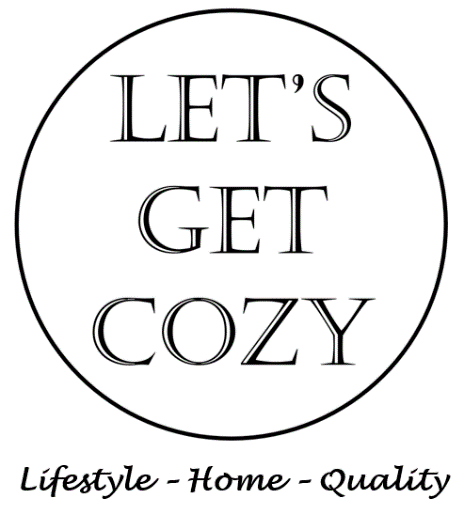 LET’S
GET
COZY
Lifestyle - Home - Quality